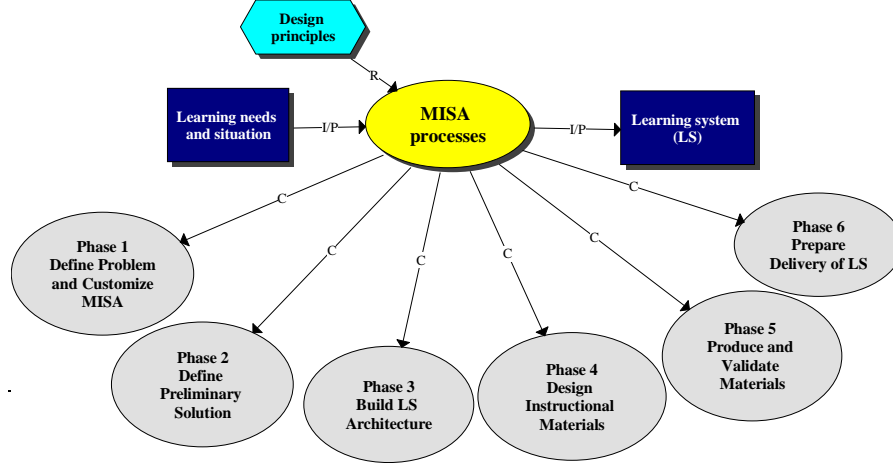 Design
principles
R
Learning needs
and situation
I/P
MISA
processes
I/P
Learning system
(LS)
C
C
C
C
C
C
Phase 1
Define Problem
and Customize
MISA
Phase 2
Define
Preliminary
Solution
Phase 3
Build LS
Architecture
Phase 4
Design
Instructional
Materials
Phase 5
Produce and
Validate
Materials
Phase 6
Prepare
Delivery of LS